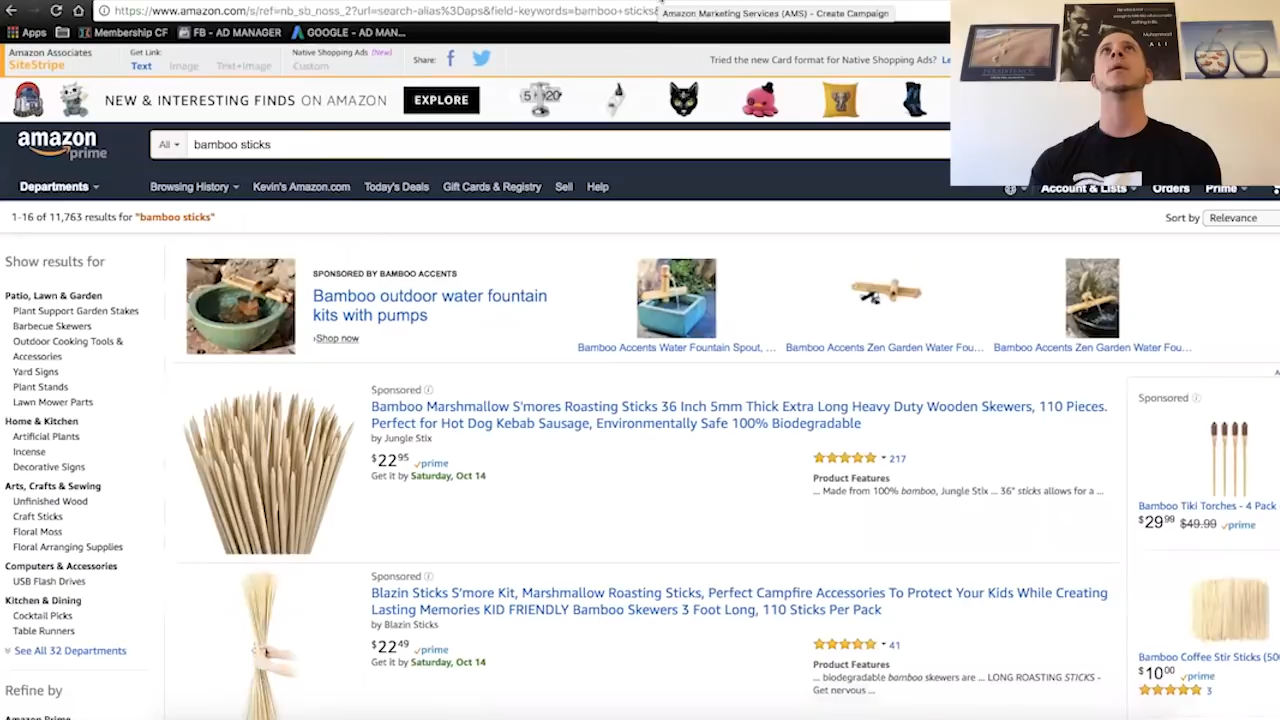 https://www.amazon.com/s/ref=nb_sb_noss_2?url=search-alias%3Daps&field-keywords=bamboo+sticks&
Amazon Marketing Services (AMS) - Create Campaign
Apps
Membership CF
FB - AD MANAGER
GOOGLE - AD MAN...
Amazon Associates
SiteStripe
Get Link:
Text
Image
Text+Image
Native Shopping Ads (New)
Custom
Share:
Tried the new Card format for Native Shopping Ads? Le
NEW & INTERESTING FINDS ON AMAZON
EXPLORE
amazon
prime
All
bamboo sticks
Departments
Browsing History
Kevin's Amazon.com
Today's Deals
Gift Cards & Registry
Sell
Help
Account & Lists
Orders
Prime
PERSISTENCE
Muhammad
ALI
1-16 of 11,763 results for "bamboo sticks"
Sort by
Relevance
Show results for
Patio, Lawn & Garden
Plant Support Garden Stakes
Barbecue Skewers
Outdoor Cooking Tools &
Accessories
Yard Signs
Plant Stands
Lawn Mower Parts
Home & Kitchen
Artificial Plants
Incense
Decorative Signs
Arts, Crafts & Sewing
Unfinished Wood
Craft Sticks
Floral Moss
Floral Arranging Supplies
Computers & Accessories
USB Flash Drives
Kitchen & Dining
Cocktail Picks
Table Runners
See All 32 Departments
Refine by
Amazon Prime
SPONSORED BY BAMBOO ACCENTS
Bamboo outdoor water fountain
kits with pumps
›Shop now
Bamboo Accents Water Fountain Spout, ...
Bamboo Accents Zen Garden Water Fou...
Bamboo Accents Zen Garden Water Fou...
Sponsored
Bamboo Marshmallow S'mores Roasting Sticks 36 Inch 5mm Thick Extra Long Heavy Duty Wooden Skewers, 110 Pieces.
Perfect for Hot Dog Kebab Sausage, Environmentally Safe 100% Biodegradable
by Jungle Stix
$22 95 prime
Get it by Saturday, Oct 14
217
Product Features
... Made from 100% bamboo, Jungle Stix ... 36" sticks allows for a ...
Sponsored
Blazin Sticks S'more Kit, Marshmallow Roasting Sticks, Perfect Campfire Accessories To Protect Your Kids While Creating
Lasting Memories KID FRIENDLY Bamboo Skewers 3 Foot Long, 110 Sticks Per Pack
by Blazin Sticks
$22 49 prime
Get it by Saturday, Oct 14
41
Product Features
... biodegradable bamboo skewers are ... LONG ROASTING STICKS -
Get nervous ...
Sponsored
Bamboo Tiki Torches - 4 Pack
$29 99 $49.99 prime
Bamboo Coffee Stir Sticks (50
$10 00 prime
3